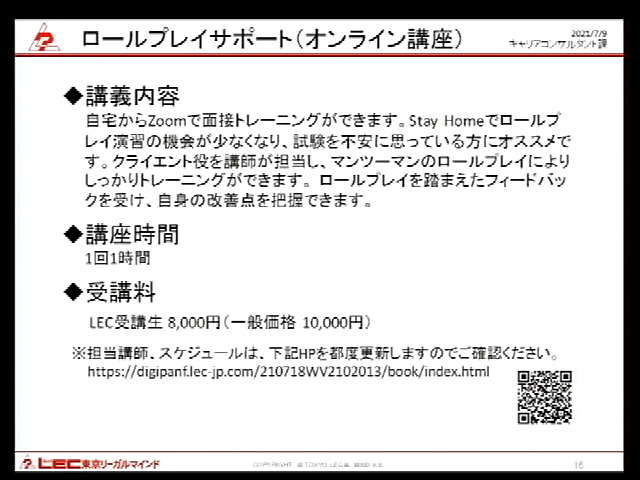 ロールプレイサポート（オンライン講座）
2021/7/9
キャリアコンサルタント課
◆講義内容
自宅からZoomで面接トレーニングができます。Stay Homeでロールプ
レイ演習の機会が少なくなり、試験を不安に思っている方にオススメで
す。クライエント役を講師が担当し、マンツーマンのロールプレイにより
しっかりトレーニングができます。ロールプレイを踏まえたフィードバッ
クを受け、自身の改善点を把握できます。
◆講座時間
1回1時間
◆受講料
LEC受講生 8,000円（一般価格 10,000円）
※担当講師、スケジュールは、下記HPを都度更新しますのでご確認ください。
https://digipanf.lec-jp.com/210718WV2102013/book/index.html
LEC東京リーガルマインド
COPYRIGHT @ TOKYO LEGAL MIND K.K.
16